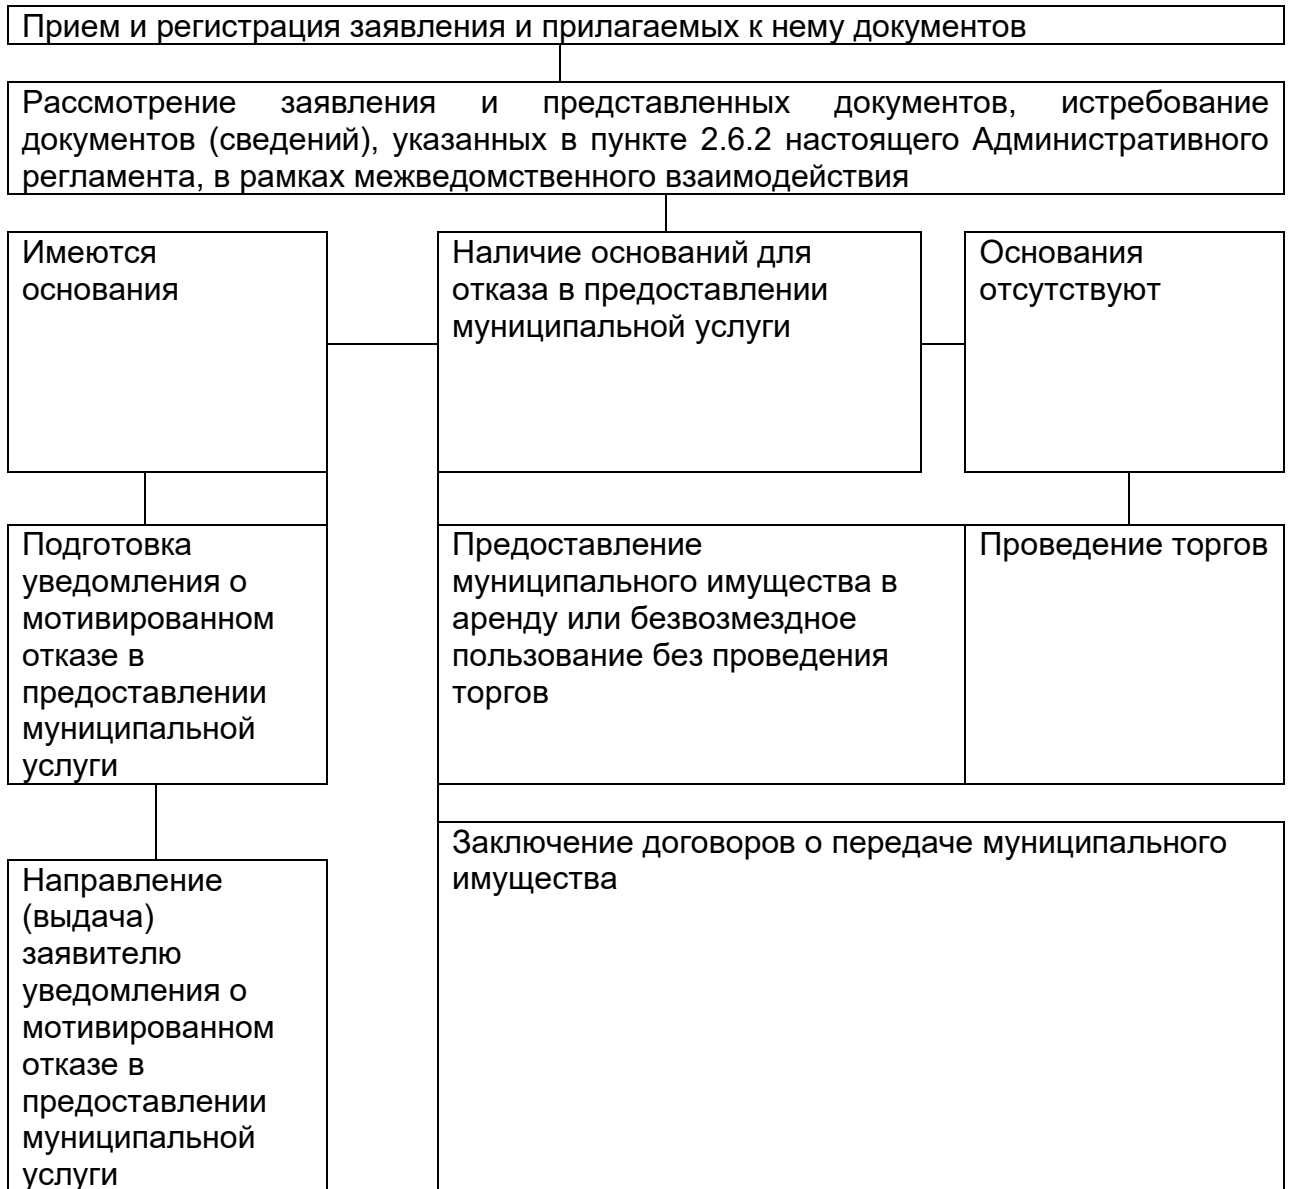 Прием и регистрация заявления и прилагаемых к нему документов
Рассмотрение заявления и представленных документов, истребование
документов (сведений), указанных в пункте 2.6.2 настоящего Административного
регламента, в рамках межведомственного взаимодействия
Имеются
основания
Наличие оснований для
отказа в предоставлении
муниципальной услуги
Основания
отсутствуют
Подготовка
уведомления о
мотивированном
отказе в
предоставлении
муниципальной
услуги
Предоставление
муниципального имущества в
аренду или безвозмездное
пользование без проведения
торгов
Проведение торгов
Направление
(выдача)
заявителю
уведомления о
мотивированном
отказе в
предоставлении
муниципальной
услуги
Заключение договоров о передаче муниципального
имущества